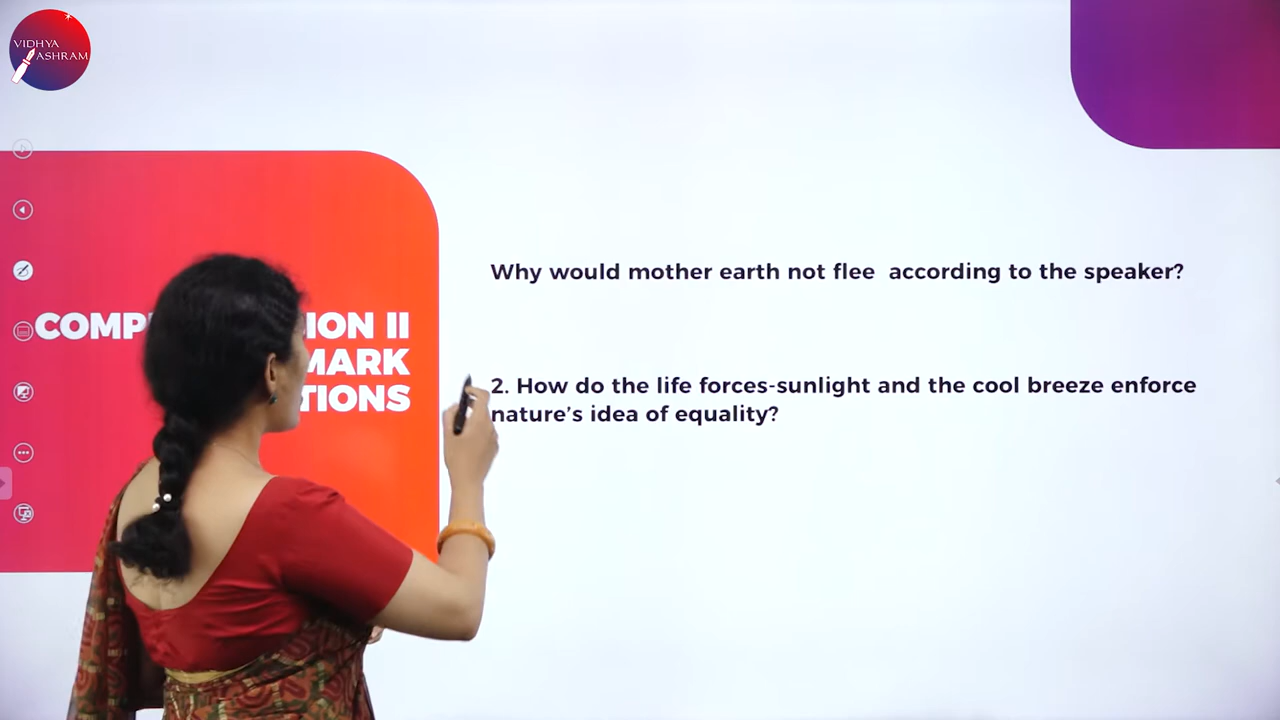 VIDHYA
ASHRAM
COMP ION II
MARK
TIONS
Why would mother earth not flee according to the speaker?
2. How do the life forces-sunlight and the cool breeze enforce
nature's idea of equality?